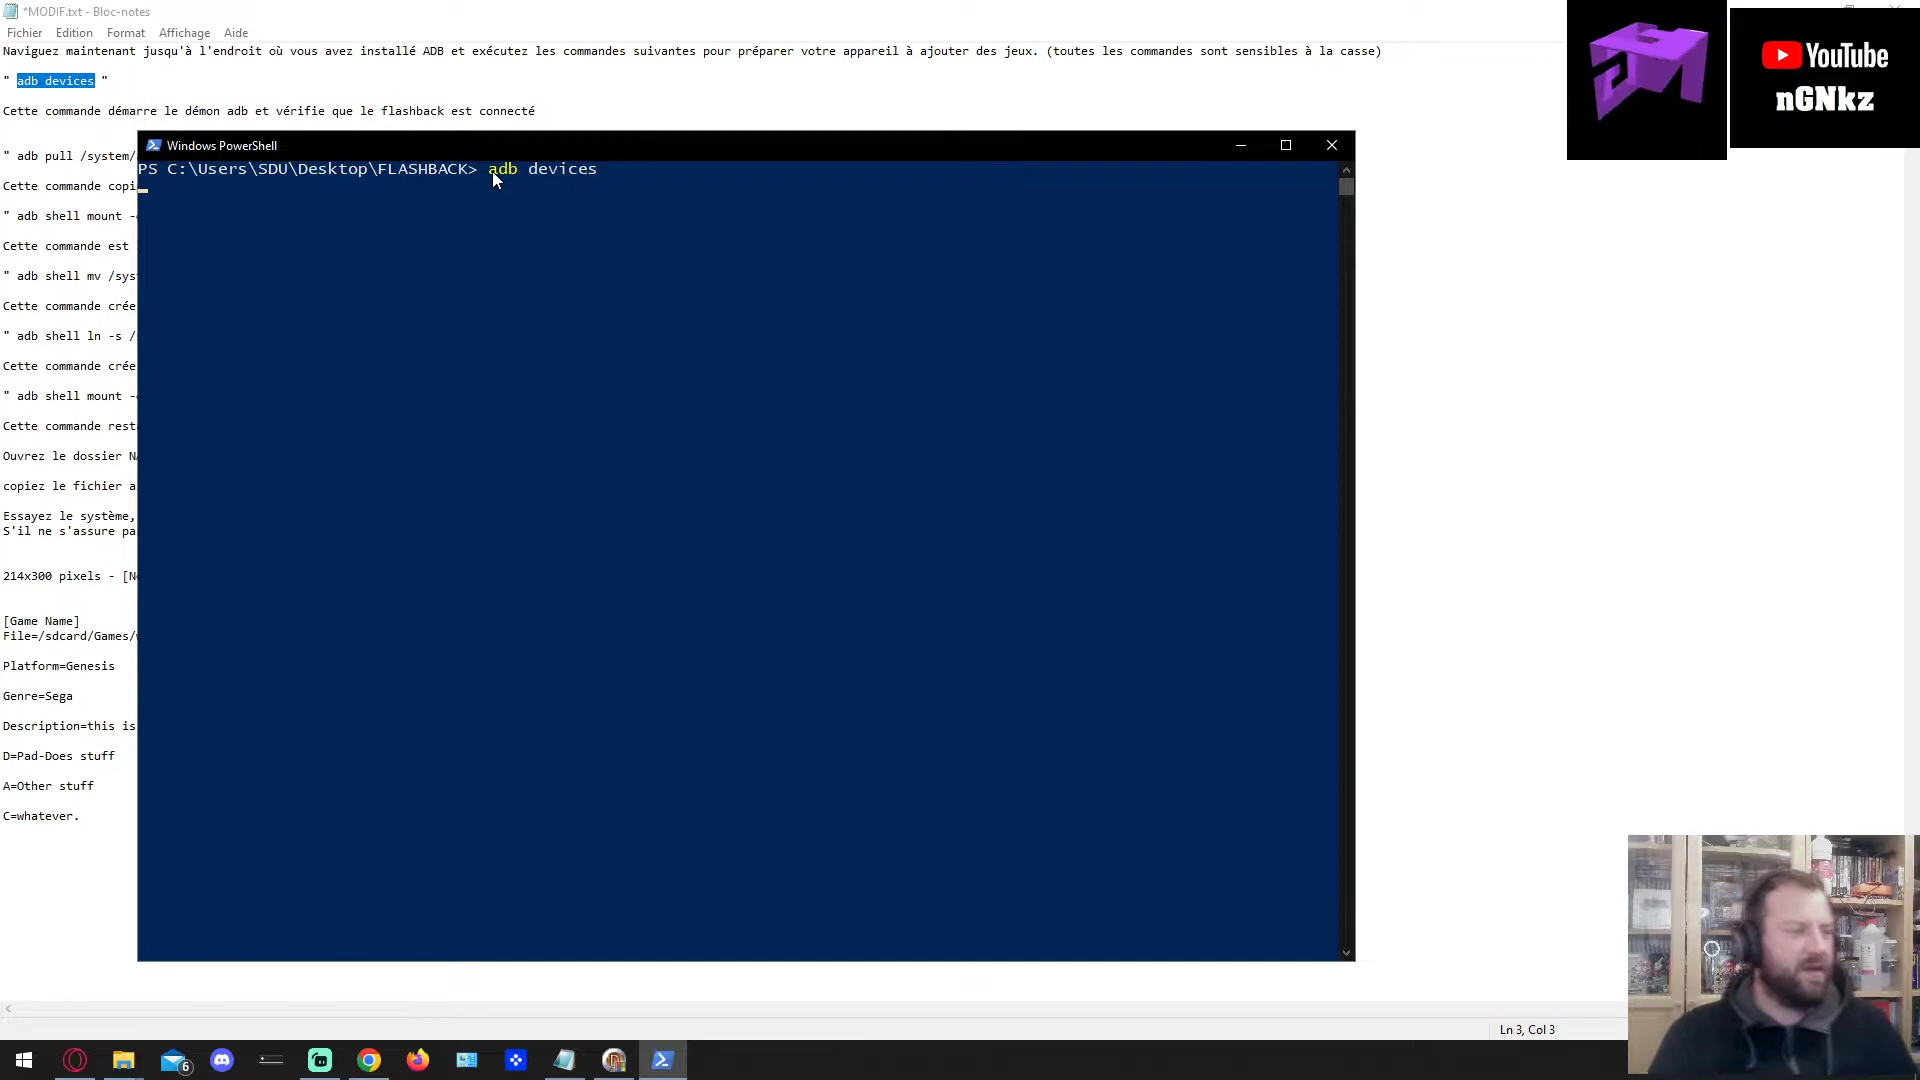 *MODIF.txt - Bloc-notes
Fichier Edition Format Affichage Aide
Naviguez maintenant jusqu'à l'endroit où vous avez installé ADB et exécutez les commandes suivantes pour préparer votre appareil à ajouter des jeux. (toutes les commandes sont sensibles à la casse)
" adb devices "
Cette commande démarre le démon adb et vérifie que le flashback est connecté
" adb pull /system/
Cette commande copi
" adb shell mount -
Cette commande est
" adb shell mv /sys
Cette commande crée
" adb shell ln -s /
Cette commande crée
" adb shell mount -
Cette commande rest
Ouvrez le dossier N
copiez le fichier a
Essayez le système,
S'il ne s'assure pa
214x300 pixels - [N
[Game Name]
File=/sdcard/Games/
Platform=Genesis
Genre=Sega
Description=this is
D=Pad-Does stuff
A=Other stuff
C=whatever.
Windows PowerShell
PS C:\Users\SDU\Desktop\FLASHBACK> adb devices
YouTube
nGNkz
Ln 3, Col 3
6